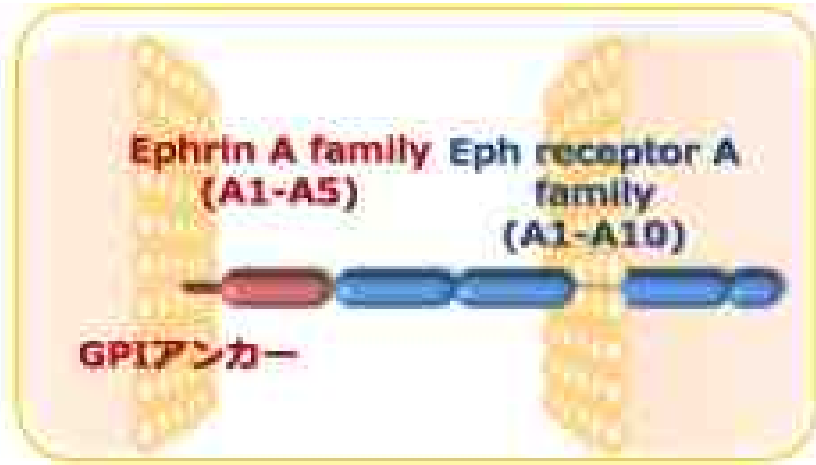 Ephrin A family
(A1-A5)
Eph receptor A
family
(A1-A10)
GPIアンカー